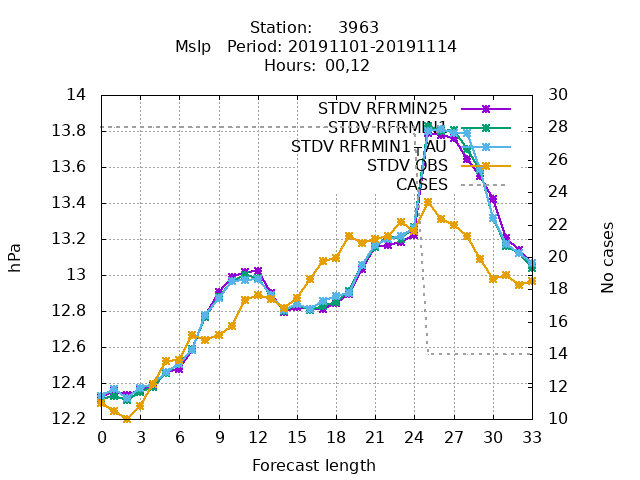 Station:     3963
Mslp   Period: 20191101-20191114
Hours: 00,12
14
13.8
13.6
13.4
13.2
13
12.8
12.6
12.4
12.2
hPa
30
28
26
24
22
20
18
16
14
12
10
No cases
STDV RFRMIN25
STDV RFRMIN1
STDV RFRMIN1+AU
STDV OBS
CASES
0 3 6 9 12 15 18 21 24 27 30 33
Forecast length